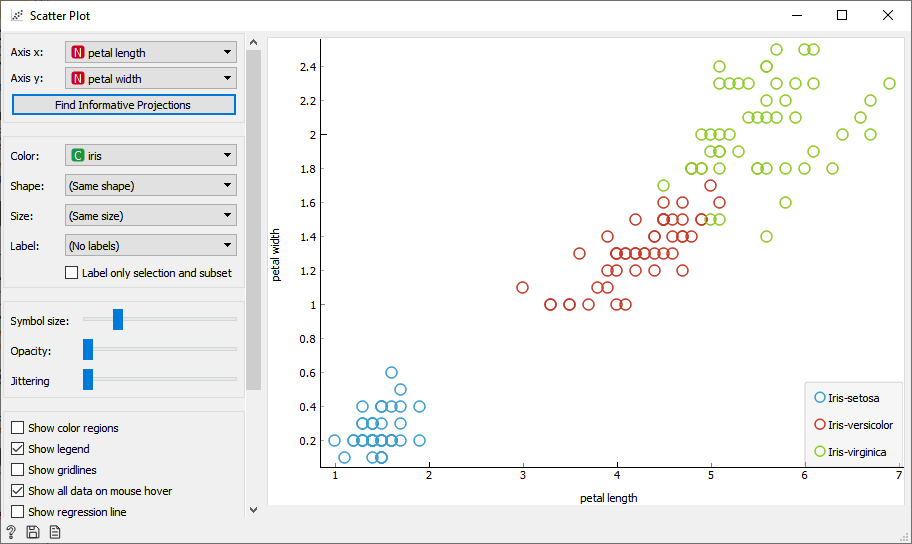 Scatter Plot
Axis x: N petal length
Axis y: N petal width
Find Informative Projections
Color: C iris
Shape: (Same shape)
Size: (Same size)
Label: (No labels)
Label only selection and subset
Symbol size:
Opacity:
Jittering
Show color regions
Show legend
Show gridlines
Show all data on mouse hover
Show regression line
?
petal width
2.4
2.2
2
1.8
1.6
1.4
1.2
1
0.8
0.6
0.4
0.2
1 2 3 4 5 6 7
petal length
Iris-setosa
Iris-versicolor
Iris-virginica